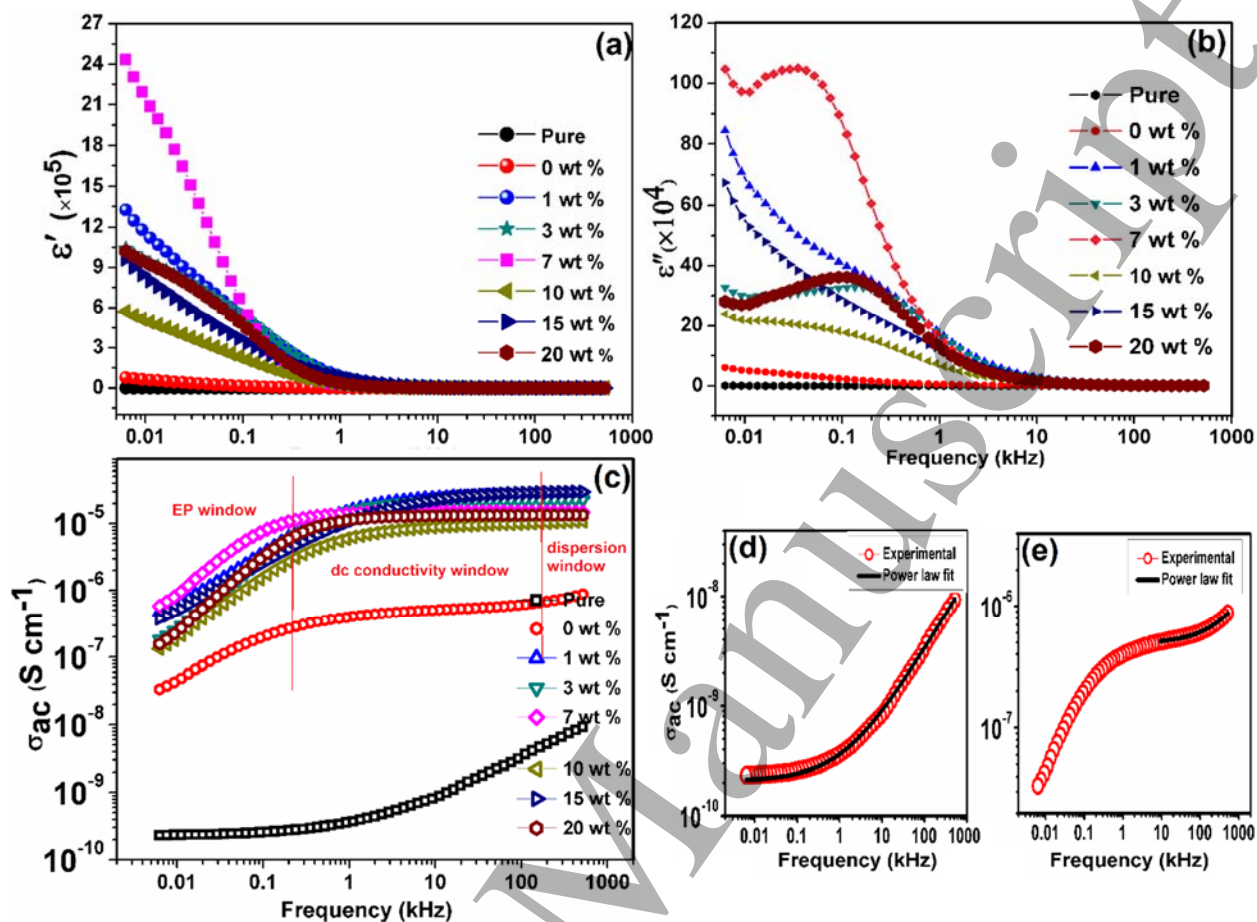 (a)
27
24
21
18
15
12
9
6
3
0
ε′ (×10⁵)
0.01 0.1 1 10 100 1000
Pure
0 wt %
1 wt %
3 wt %
7 wt %
10 wt %
15 wt %
20 wt %
(b)
120
100
80
60
40
20
0
ε″(×10⁴)
0.01 0.1 1 10 100 1000
Frequency (kHz)
Pure
0 wt %
1 wt %
3 wt %
7 wt %
10 wt %
15 wt %
20 wt %
(c)
EP window
dc conductivity window
dispersion
window
10⁻⁵
10⁻⁶
10⁻⁷
10⁻⁸
10⁻⁹
10⁻¹⁰
σac (S cm⁻¹)
0.01 0.1 1 10 100 1000
Frequency (kHz)
Pure
0 wt %
1 wt %
3 wt %
7 wt %
10 wt %
15 wt %
20 wt %
(d)
Experimental
Power law fit
10⁻⁸
10⁻⁹
10⁻¹⁰
σac (S cm⁻¹)
0.01 0.1 1 10 100 1000
Frequency (kHz)
(e)
Experimental
Power law fit
10⁻⁶
10⁻⁷
0.01 0.1 1 10 100 1000
Frequency (kHz)
Manuscript